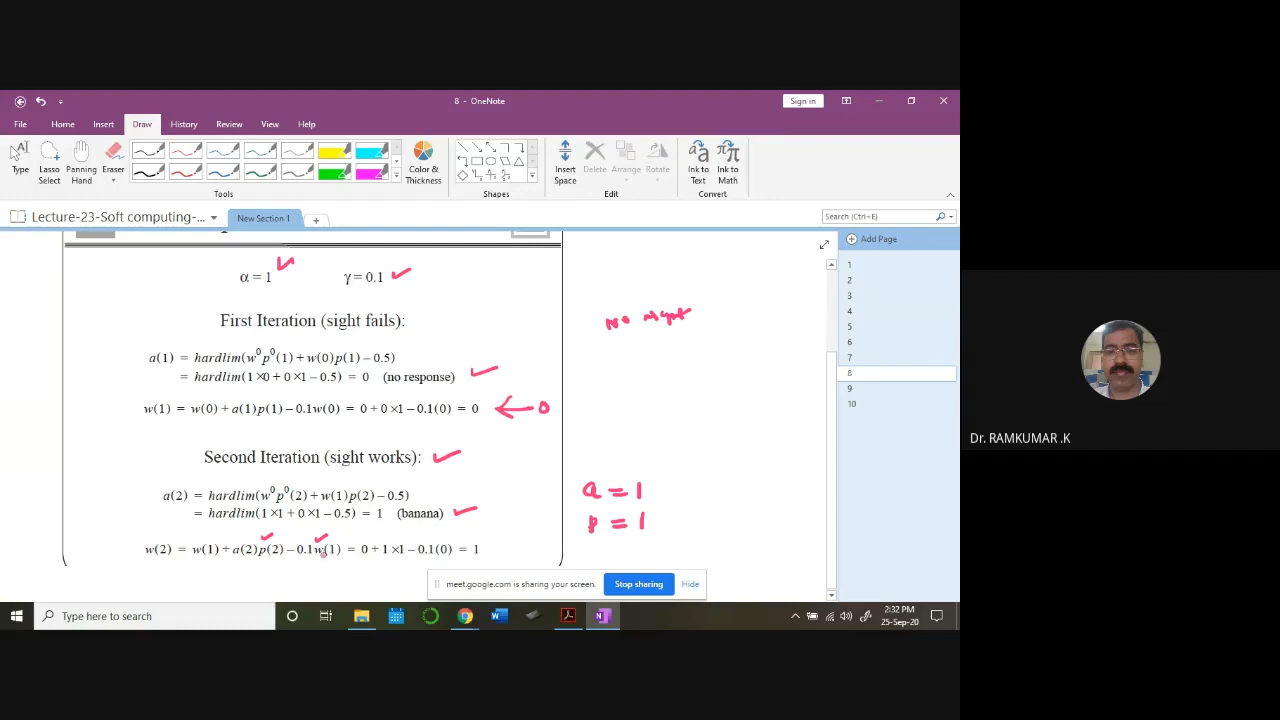 8 - OneNote
Sign in
File Home Insert Draw History Review View Help
Type Lasso Select Panning Hand Eraser Color & Thickness Insert Space Delete Arrange Rotate Ink to Text Ink to Math
Tools Shapes Edit Convert
Lecture-23-Soft computing-... New Section 1 Search (Ctrl+E)
Add Page
1
2
3
4
5
6
7
8
9
10
α = 1 γ = 0.1
First Iteration (sight fails):
No
a(1) = hardlim(w⁰p⁰(1) + w(0)p(1) – 0.5)
= hardlim(1×0 + 0×1 – 0.5) = 0 (no response)
w(1) = w(0) + a(1)p(1) – 0.1w(0) = 0 + 0×1 – 0.1(0) = 0 ← 0
Second Iteration (sight works):
a(2) = hardlim(w⁰p⁰(2) + w(1)p(2) – 0.5)
= hardlim(1×1 + 0×1 – 0.5) = 1 (banana)
a = 1
p = 1
w(2) = w(1) + a(2)p(2) – 0.1w(1) = 0 + 1×1 – 0.1(0) = 1
meet.google.com is sharing your screen. Stop sharing Hide
Type here to search
2:32 PM
25-Sep-20
Dr. RAMKUMAR .K